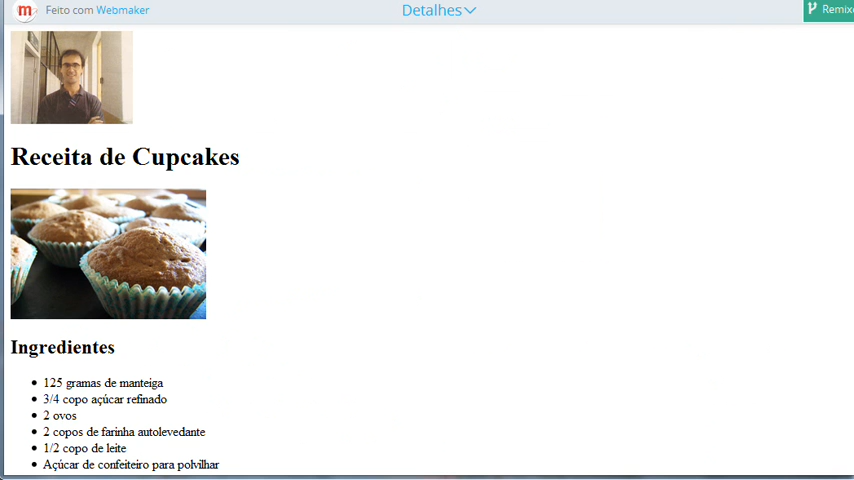 m Feito com Webmaker
Detalhes
Remix
Receita de Cupcakes
Ingredientes
125 gramas de manteiga
3/4 copo açúcar refinado
2 ovos
2 copos de farinha autolevedante
1/2 copo de leite
Açúcar de confeiteiro para polvilhar